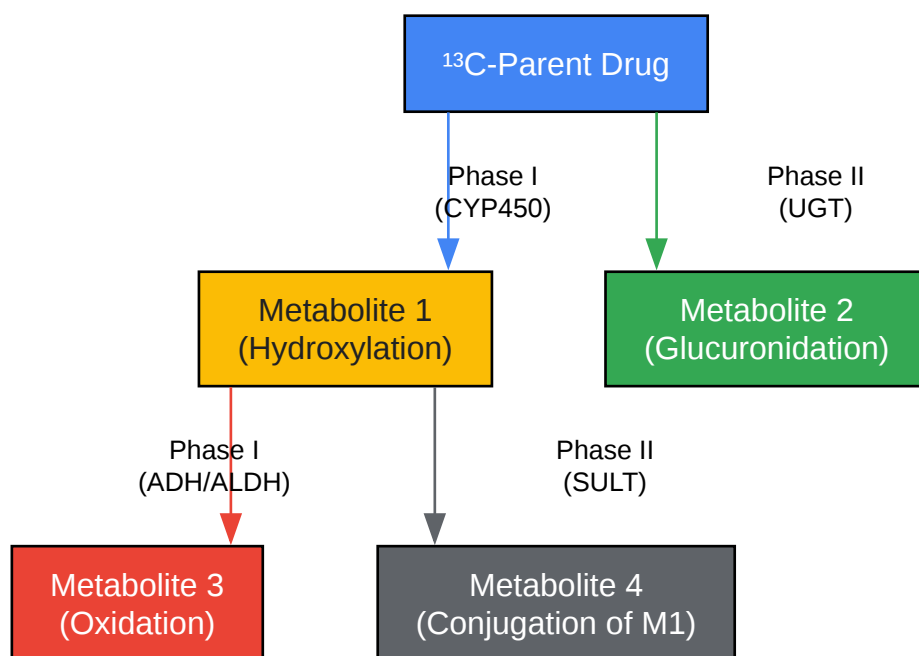 ¹³C-Parent Drug
Phase I
(CYP450)
Phase II
(UGT)
Metabolite 1
(Hydroxylation)
Metabolite 2
(Glucuronidation)
Phase I
(ADH/ALDH)
Phase II
(SULT)
Metabolite 3
(Oxidation)
Metabolite 4
(Conjugation of M1)